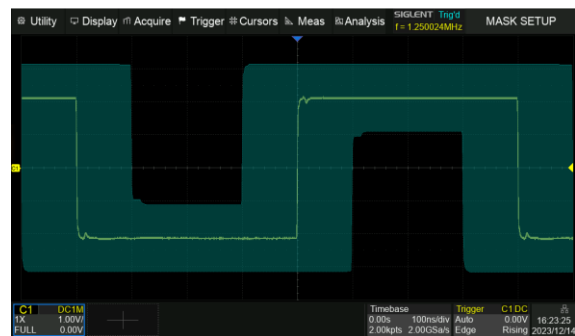 Utility Display Acquire Trigger Cursors Meas Analysis SIGLENT Trig'd MASK SETUP
f = 1.250024MHz
C1
C1 DC1M
1X 1.00V/
FULL 0.00V
Timebase
0.00s 100ns/div
2.00kpts 2.00GSa/s
Trigger C1 DC
Auto 0.00V
Edge Rising
16:23:25
2023/12/14